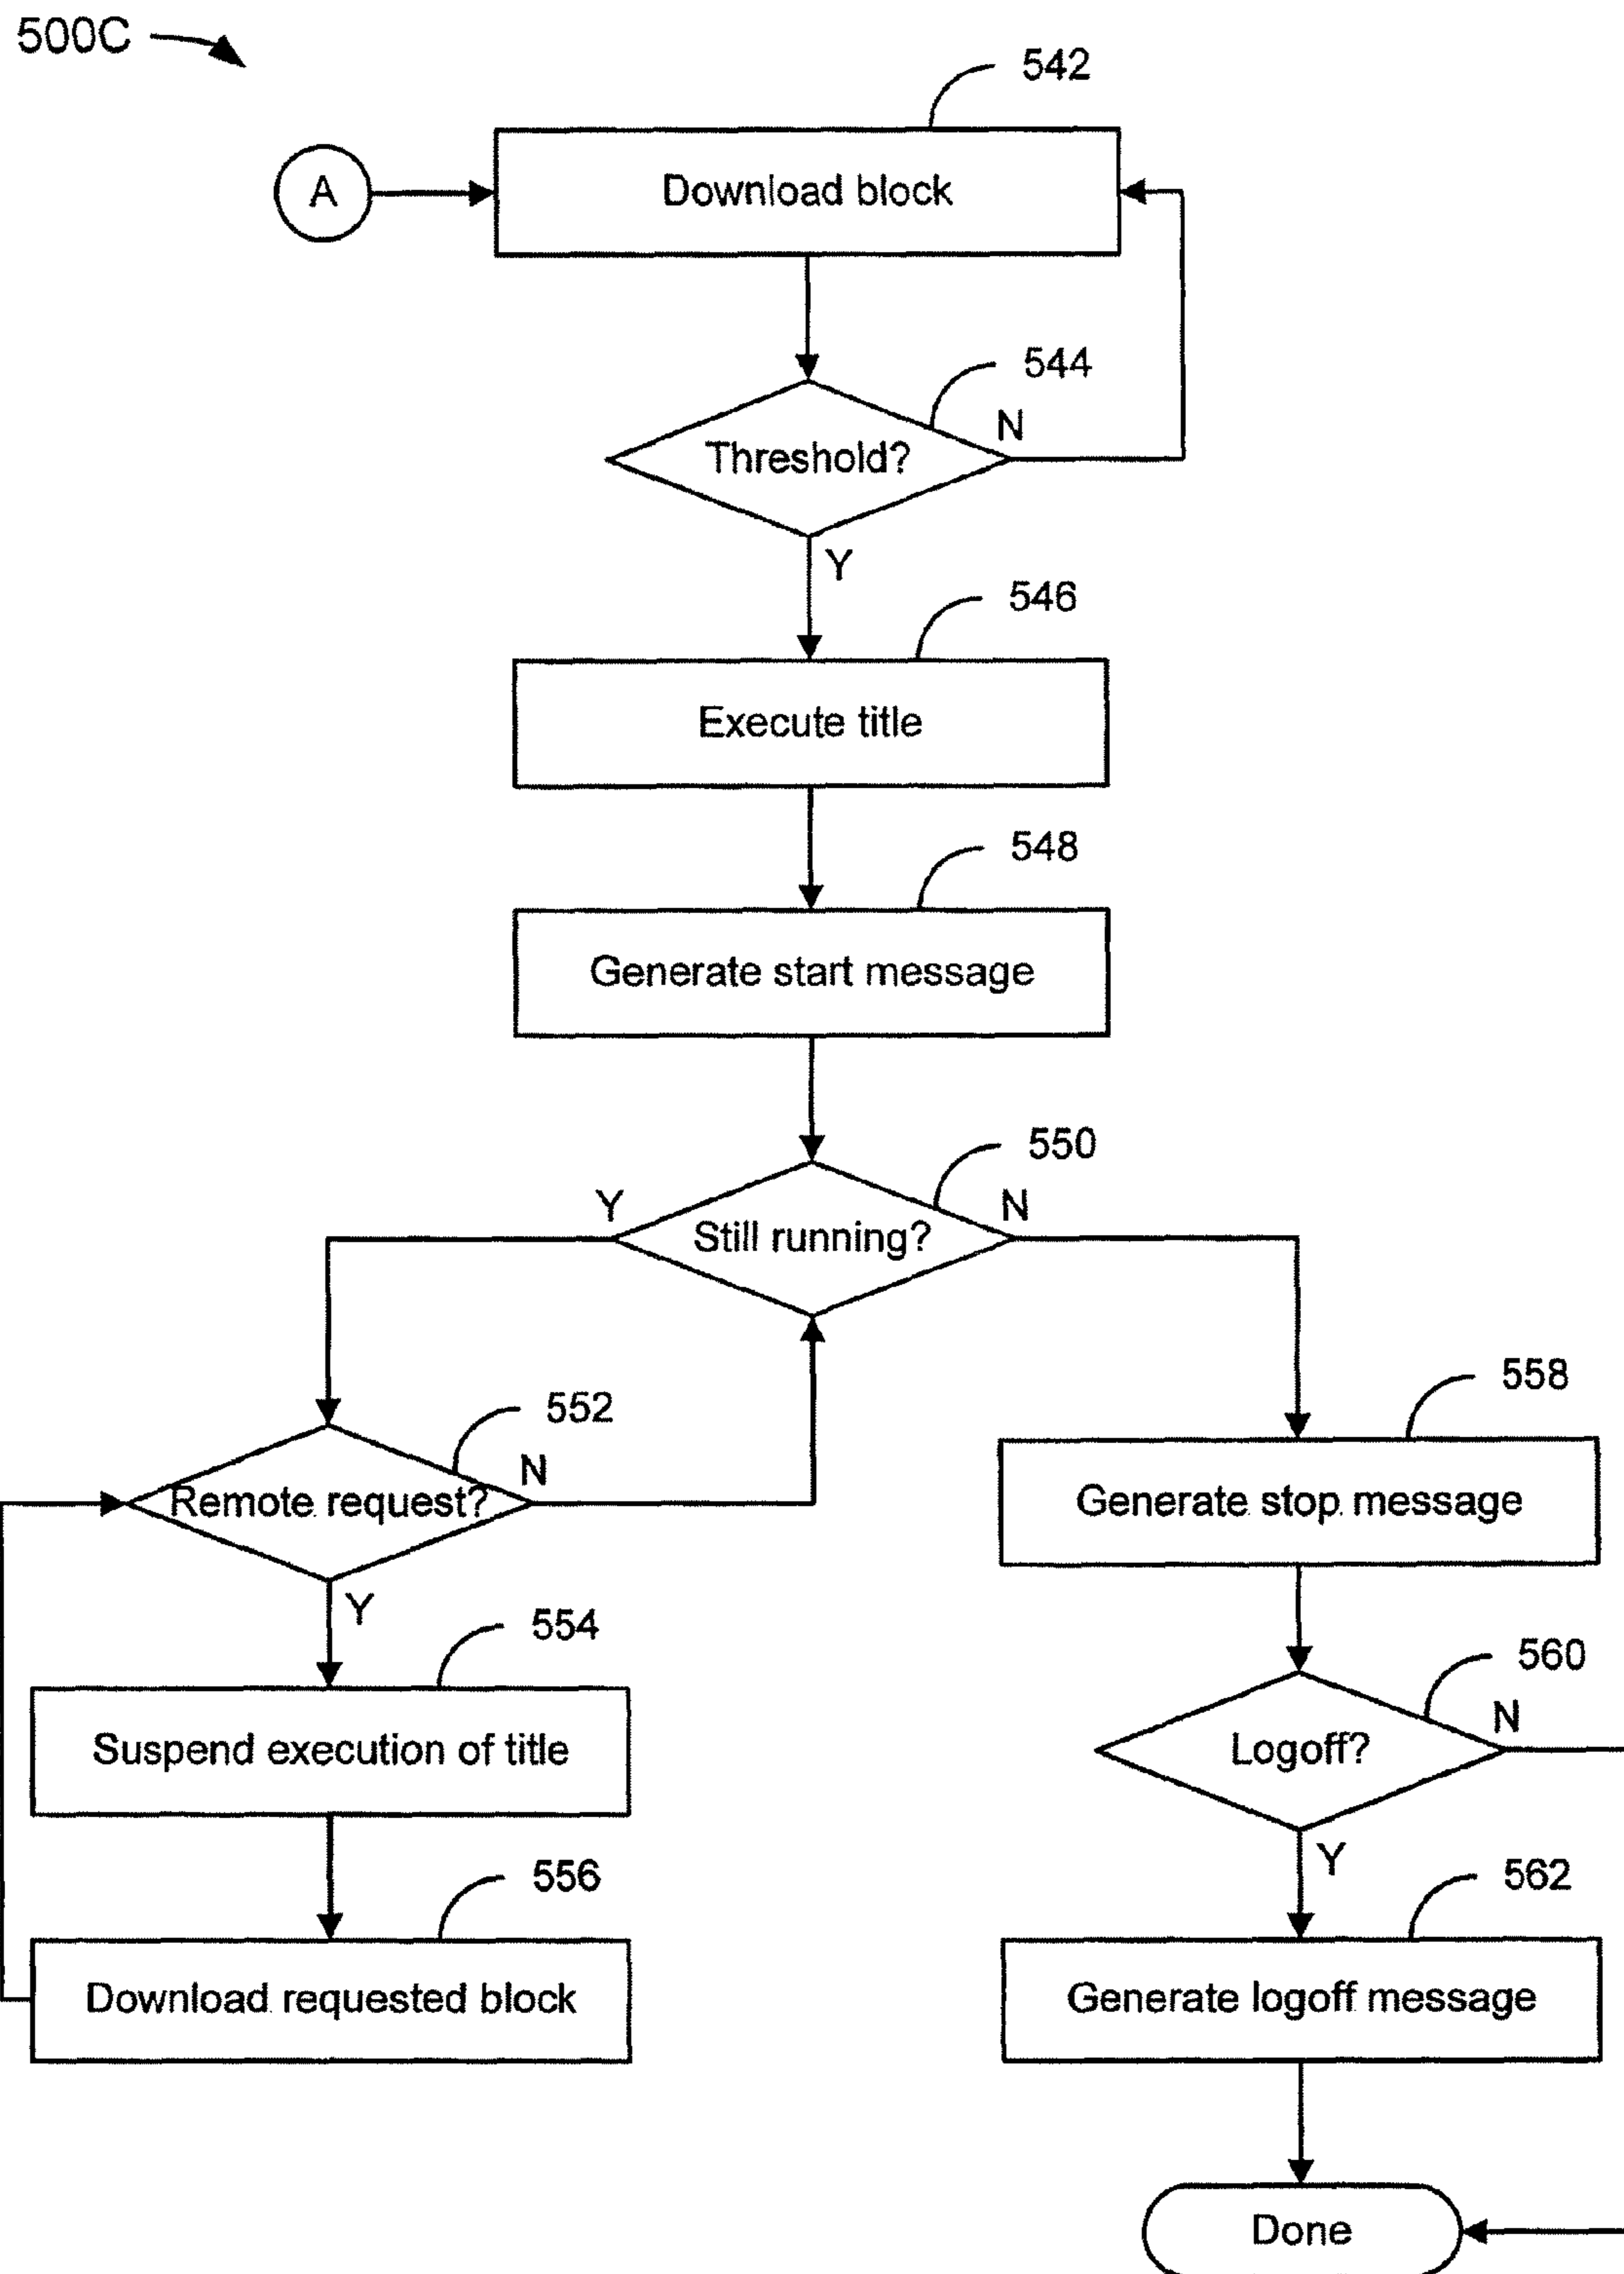 500C
542
A
Download block
544
N
Threshold?
Y
546
Execute title
548
Generate start message
550
Y
N
Still running?
558
552
N
Remote request?
Generate stop message
Y
554
560
N
Suspend execution of title
Logoff?
Y
556
562
Download requested block
Generate logoff message
Done